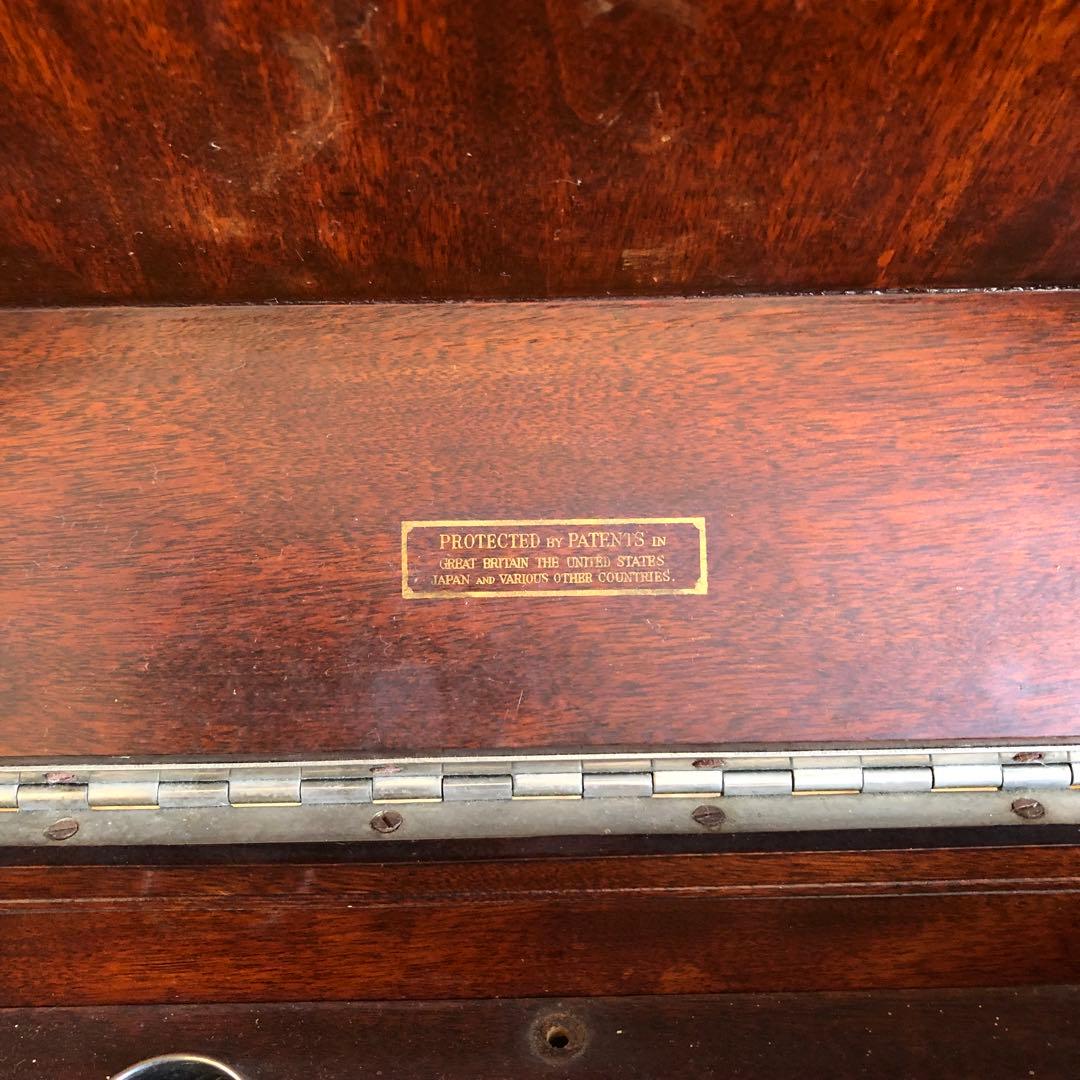 PROTECTED BY PATENTS IN
GREAT BRITAIN THE UNITED STATES
JAPAN AND VARIOUS OTHER COUNTRIES.